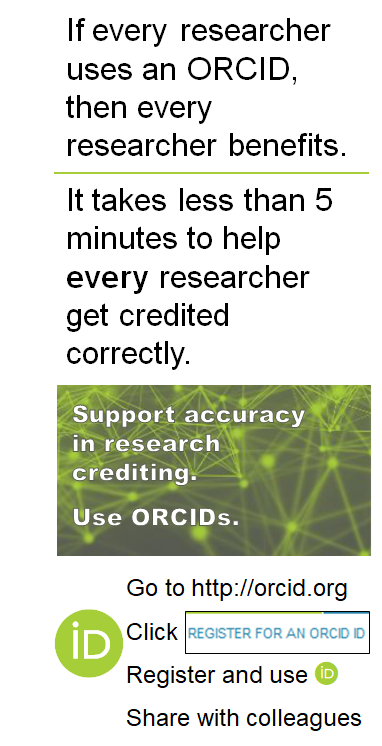 If every researcher
uses an ORCID,
then every
researcher benefits.
It takes less than 5
minutes to help
every researcher
get credited
correctly.
Support accuracy
in research
crediting.
Use ORCIDs.
Go to http://orcid.org
iD
Click REGISTER FOR AN ORCID ID
Register and use iD
Share with colleagues